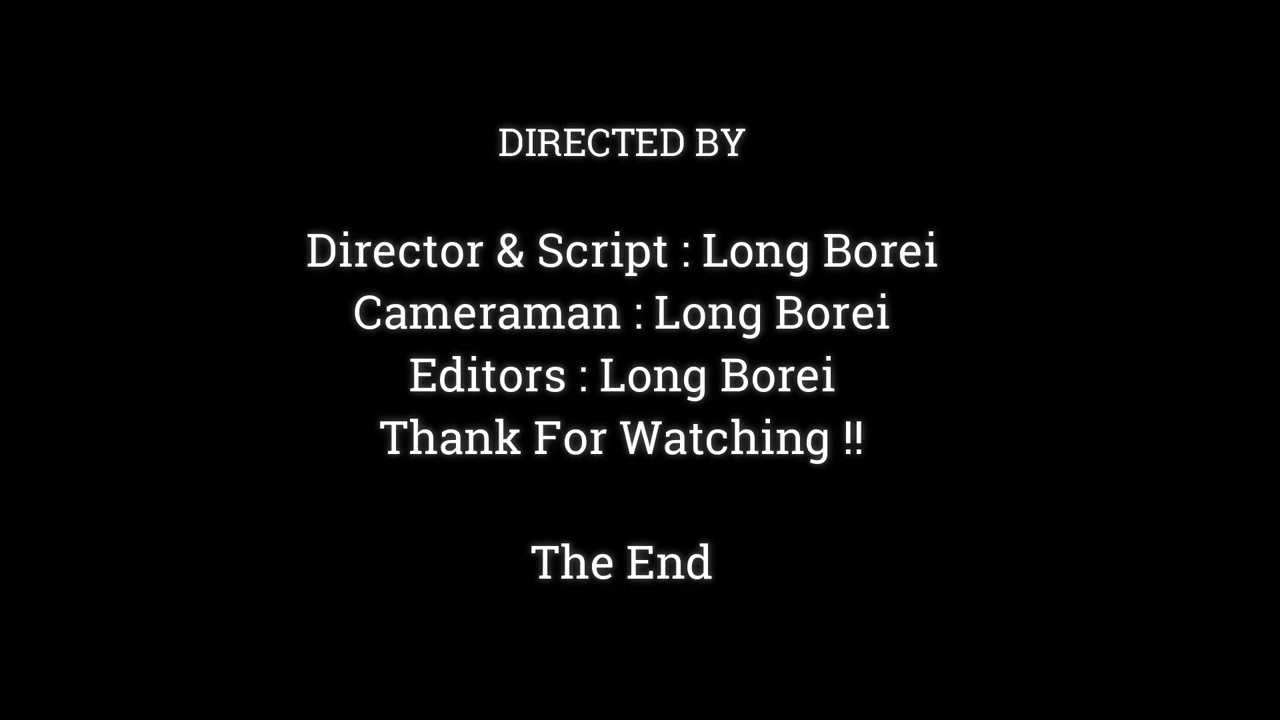 DIRECTED BY
Director & Script : Long Borei
Cameraman : Long Borei
Editors : Long Borei
Thank For Watching !!
The End